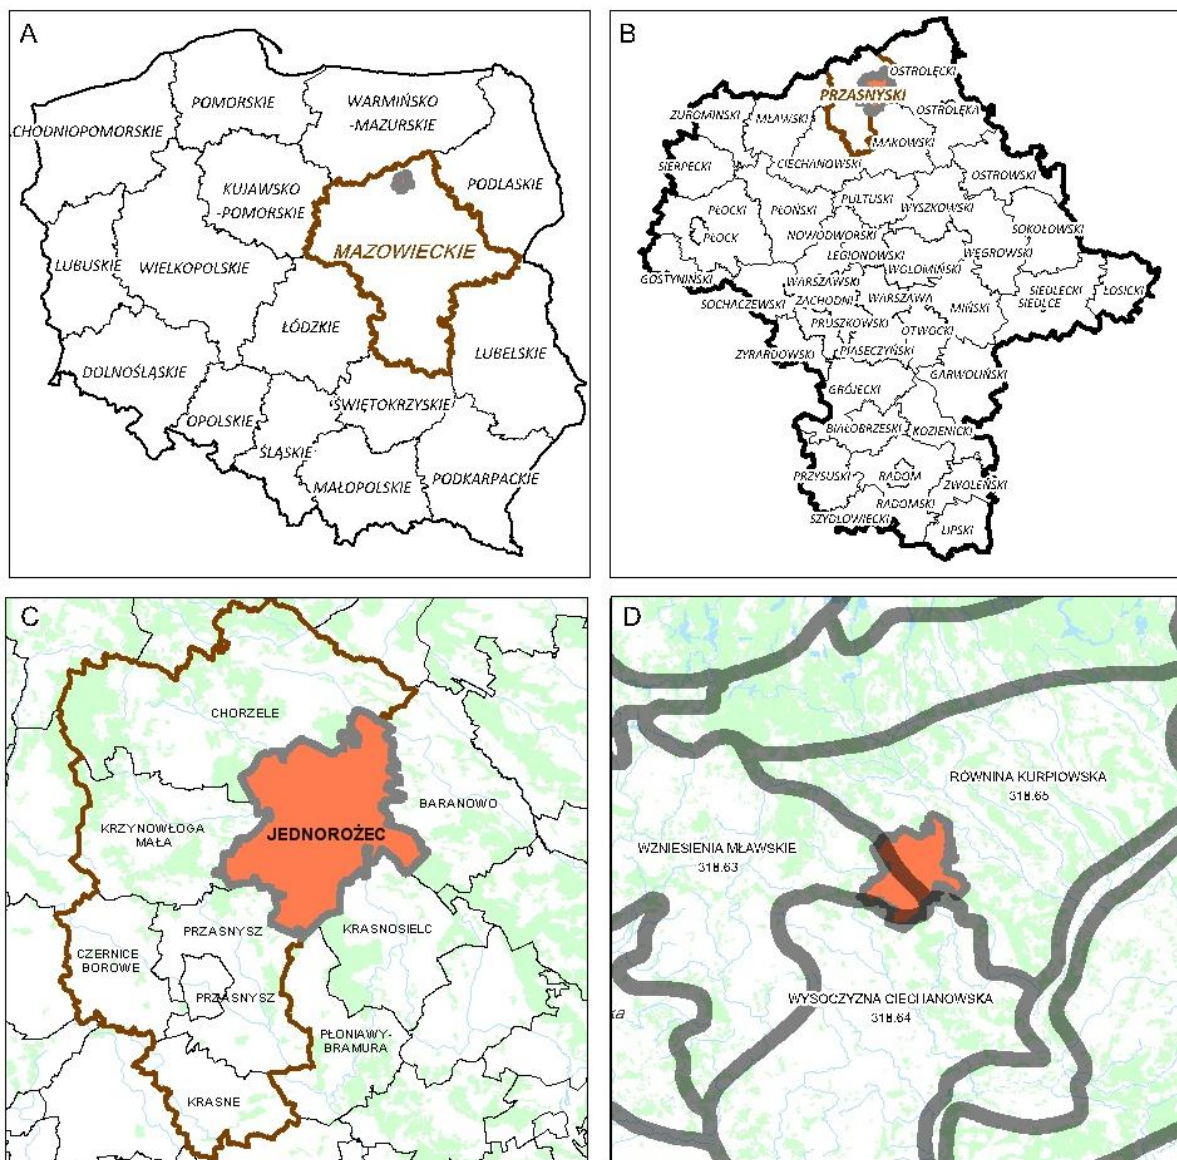 A
POMORSKIE
WARMIŃSKO
-MAZURSKIE
CHODNIOPOMORSKIE
KUJAWSKO
-POMORSKIE
PODLASKIE
MAZOWIECKIE
LUBUSKIE
WIELKOPOLSKIE
ŁÓDZKIE
LUBELSKIE
DOLNOŚLĄSKIE
OPOLSKIE
ŚWIĘTOKRZYSKIE
ŚLĄSKIE
MAŁOPOLSKIE
PODKARPACKIE
B
OSTROŁĘCKI
PRZASNYSKI
OSTROŁĘKA
ŻUROMIŃSKI
MŁAWSKI
MAKOWSKI
CIECHANOWSKI
SIERPECKI
OSTROWSKI
PUŁTUSKI
WYSZKOWSKI
PŁOCKI
PŁOŃSKI
SOKOŁOWSKI
PŁOCK
NOWODWORSKI
LEGIONOWSKI
WĘGROWSKI
WOŁOMIŃSKI
GOSTYNIŃSKI
WARSZAWSKI
ZACHODNI
WARSZAWA
SIEDLECKI
SIEDLCE
ŁOSICKI
SOCHACZEWSKI
MIŃSKI
PRUSZKOWSKI
OTWOCKI
ŻYRARDOWSKI
PIASECZYŃSKI
GARWOLIŃSKI
GRÓJECKI
BIAŁOBRZESKI
KOZIENICKI
PRZYSUSKI
RADOM
ZWOLEŃSKI
RADOMSKI
SZYDŁOWIECKI
LIPSKI
C
CHORZELE
BARANOWO
KRZYNOWŁOGA
MAŁA
JEDNOROŻEC
PRZASNYSZ
KRASNOSIELC
CZERNICE
BOROWE
PRZASNYSZ
PŁONIAWY-
BRAMURA
KRASNE
D
RÓWNINA KURPIOWSKA
318.65
WZNIESIENIA MŁAWSKIE
318.63
WYSOCZYZNA CIECHANOWSKA
318.64